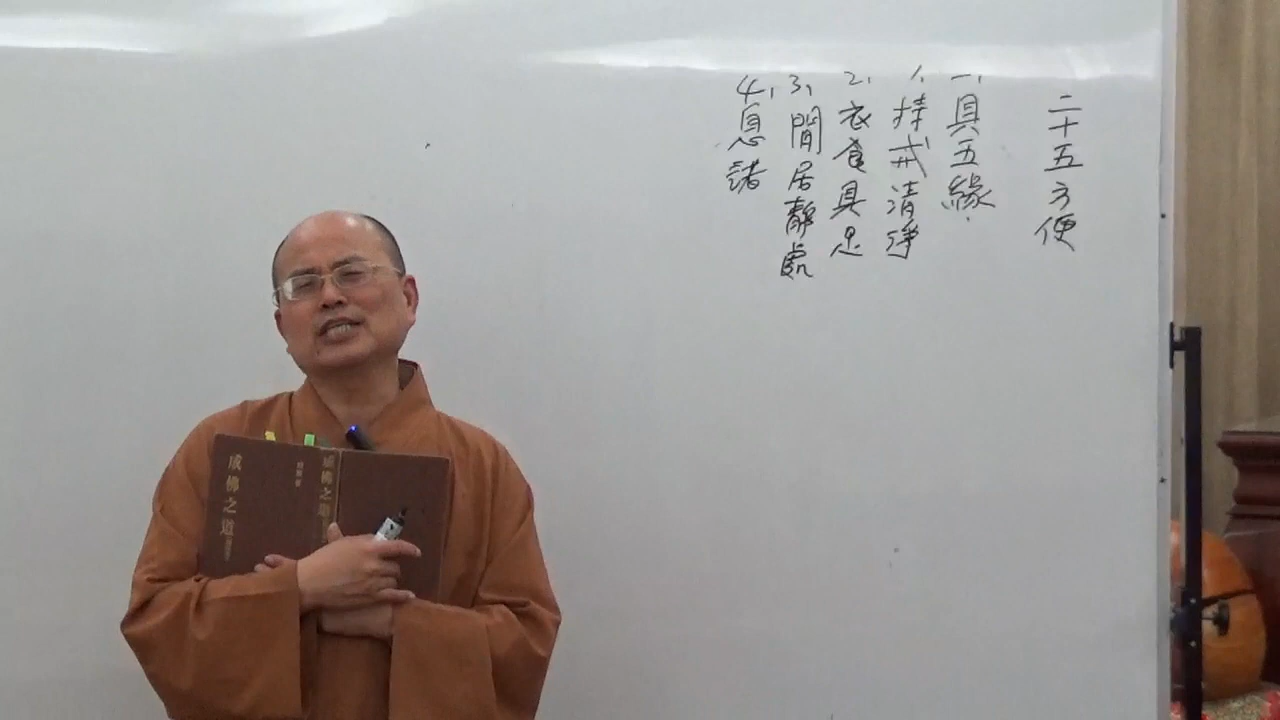 二十五方便
一、具五緣
1、持戒清淨
2、衣食具足
3、閒居靜處
4、息諸
成佛之道
成佛之道